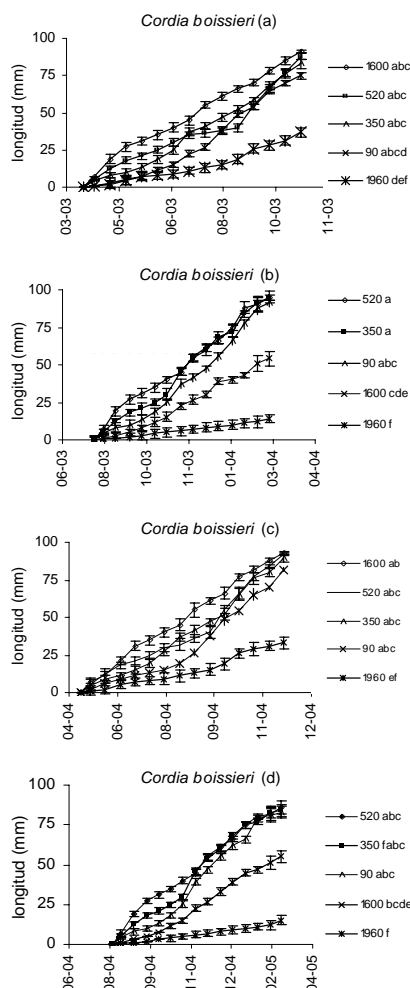 Cordia boissieri (a)
100
75
50
25
0
longitud (mm)
03-03
05-03
06-03
08-03
10-03
11-03
1600 abc
520 abc
350 abc
90 abcd
1960 def
Cordia boissieri (b)
100
75
50
25
0
longitud (mm)
06-03
08-03
10-03
11-03
01-04
03-04
04-04
520 a
350 a
90 abc
1600 cde
1960 f
Cordia boissieri (c)
100
75
50
25
0
longitud (mm)
04-04
06-04
07-04
09-04
11-04
12-04
1600 ab
520 abc
350 abc
90 abc
1960 ef
Cordia boissieri (d)
100
75
50
25
0
longitud (mm)
06-04
08-04
09-04
11-04
12-04
02-05
04-05
520 abc
350 fabc
90 abc
1600 bcde
1960 f